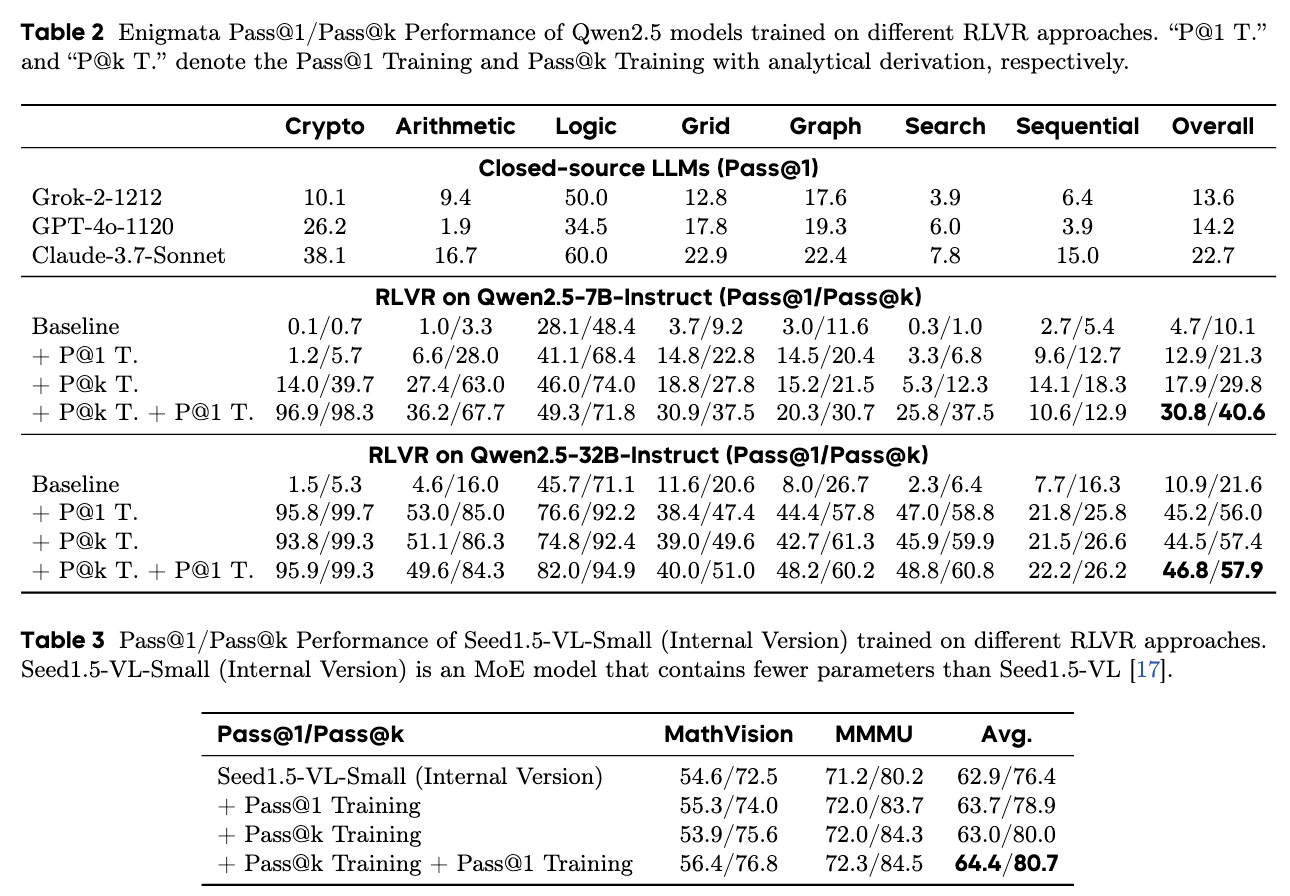 Table 2 Enigmata Pass@1/Pass@k Performance of Qwen2.5 models trained on different RLVR approaches. “P@1 T.”
and “P@k T.” denote the Pass@1 Training and Pass@k Training with analytical derivation, respectively.
Crypto Arithmetic Logic Grid Graph Search Sequential Overall
Closed-source LLMs (Pass@1)
Grok-2-1212 10.1 9.4 50.0 12.8 17.6 3.9 6.4 13.6
GPT-4o-1120 26.2 1.9 34.5 17.8 19.3 6.0 3.9 14.2
Claude-3.7-Sonnet 38.1 16.7 60.0 22.9 22.4 7.8 15.0 22.7
RLVR on Qwen2.5-7B-Instruct (Pass@1/Pass@k)
Baseline 0.1/0.7 1.0/3.3 28.1/48.4 3.7/9.2 3.0/11.6 0.3/1.0 2.7/5.4 4.7/10.1
+ P@1 T. 1.2/5.7 6.6/28.0 41.1/68.4 14.8/22.8 14.5/20.4 3.3/6.8 9.6/12.7 12.9/21.3
+ P@k T. 14.0/39.7 27.4/63.0 46.0/74.0 18.8/27.8 15.2/21.5 5.3/12.3 14.1/18.3 17.9/29.8
+ P@k T. + P@1 T. 96.9/98.3 36.2/67.7 49.3/71.8 30.9/37.5 20.3/30.7 25.8/37.5 10.6/12.9 30.8/40.6
RLVR on Qwen2.5-32B-Instruct (Pass@1/Pass@k)
Baseline 1.5/5.3 4.6/16.0 45.7/71.1 11.6/20.6 8.0/26.7 2.3/6.4 7.7/16.3 10.9/21.6
+ P@1 T. 95.8/99.7 53.0/85.0 76.6/92.2 38.4/47.4 44.4/57.8 47.0/58.8 21.8/25.8 45.2/56.0
+ P@k T. 93.8/99.3 51.1/86.3 74.8/92.4 39.0/49.6 42.7/61.3 45.9/59.9 21.5/26.6 44.5/57.4
+ P@k T. + P@1 T. 95.9/99.3 49.6/84.3 82.0/94.9 40.0/51.0 48.2/60.2 48.8/60.8 22.2/26.2 46.8/57.9
Table 3 Pass@1/Pass@k Performance of Seed1.5-VL-Small (Internal Version) trained on different RLVR approaches.
Seed1.5-VL-Small (Internal Version) is an MoE model that contains fewer parameters than Seed1.5-VL [17].
Pass@1/Pass@k MathVision MMMU Avg.
Seed1.5-VL-Small (Internal Version) 54.6/72.5 71.2/80.2 62.9/76.4
+ Pass@1 Training 55.3/74.0 72.0/83.7 63.7/78.9
+ Pass@k Training 53.9/75.6 72.0/84.3 63.0/80.0
+ Pass@k Training + Pass@1 Training 56.4/76.8 72.3/84.5 64.4/80.7